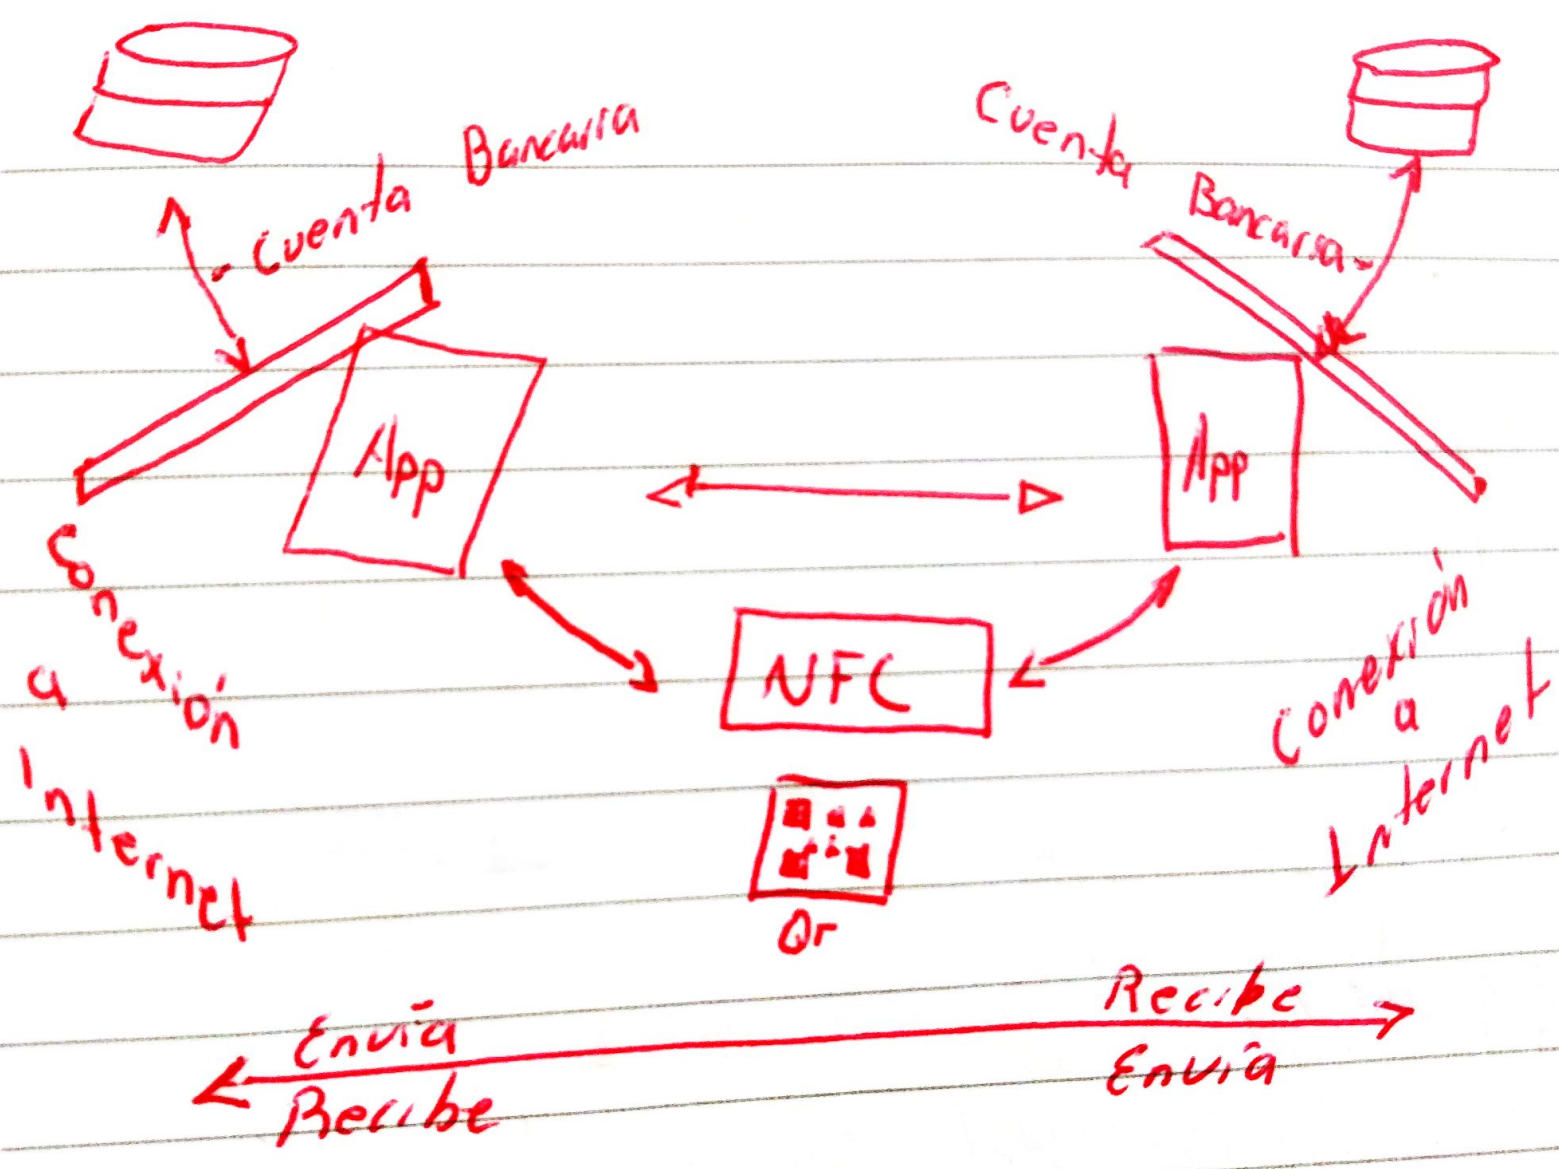 Cuenta Bancaria
Cuenta Bancaria
App
App
Conexión
a
Internet
NFC
Conexión
a
Internet
Qr
Envía
Recibe
Recibe
Envía